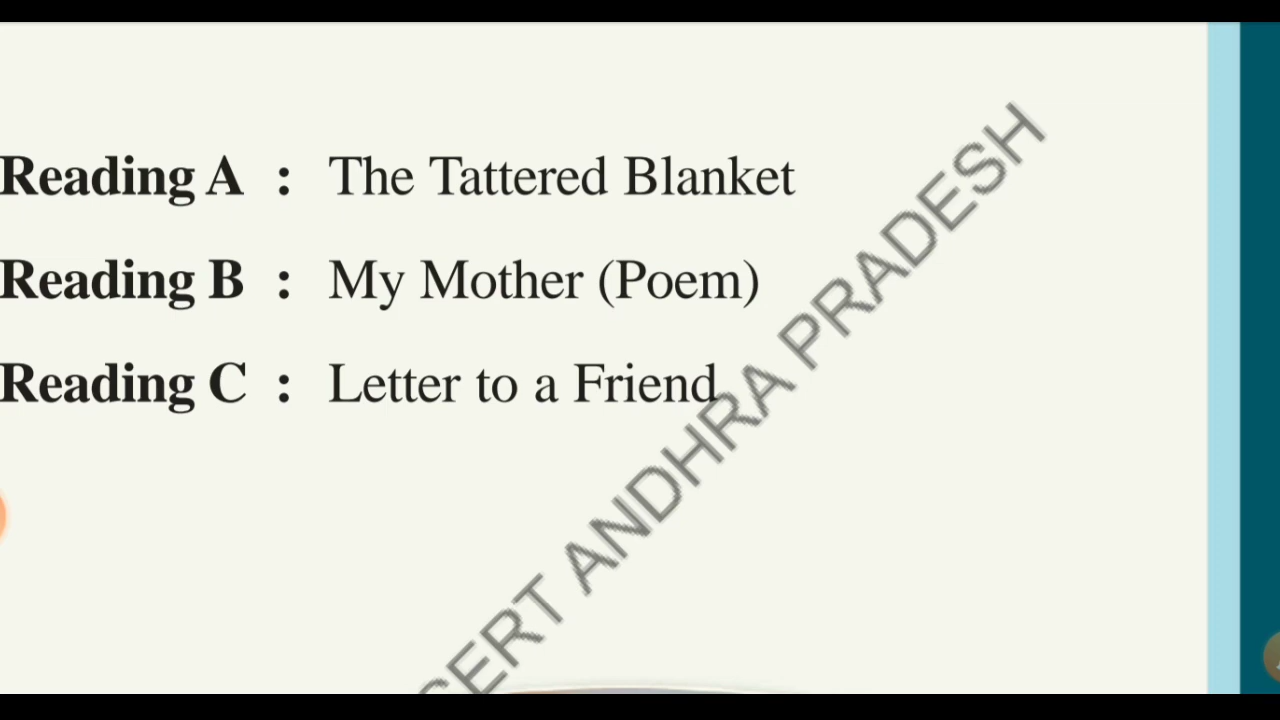 Reading A : The Tattered Blanket
Reading B : My Mother (Poem)
Reading C : Letter to a Friend
CERT ANDHRA PRADESH